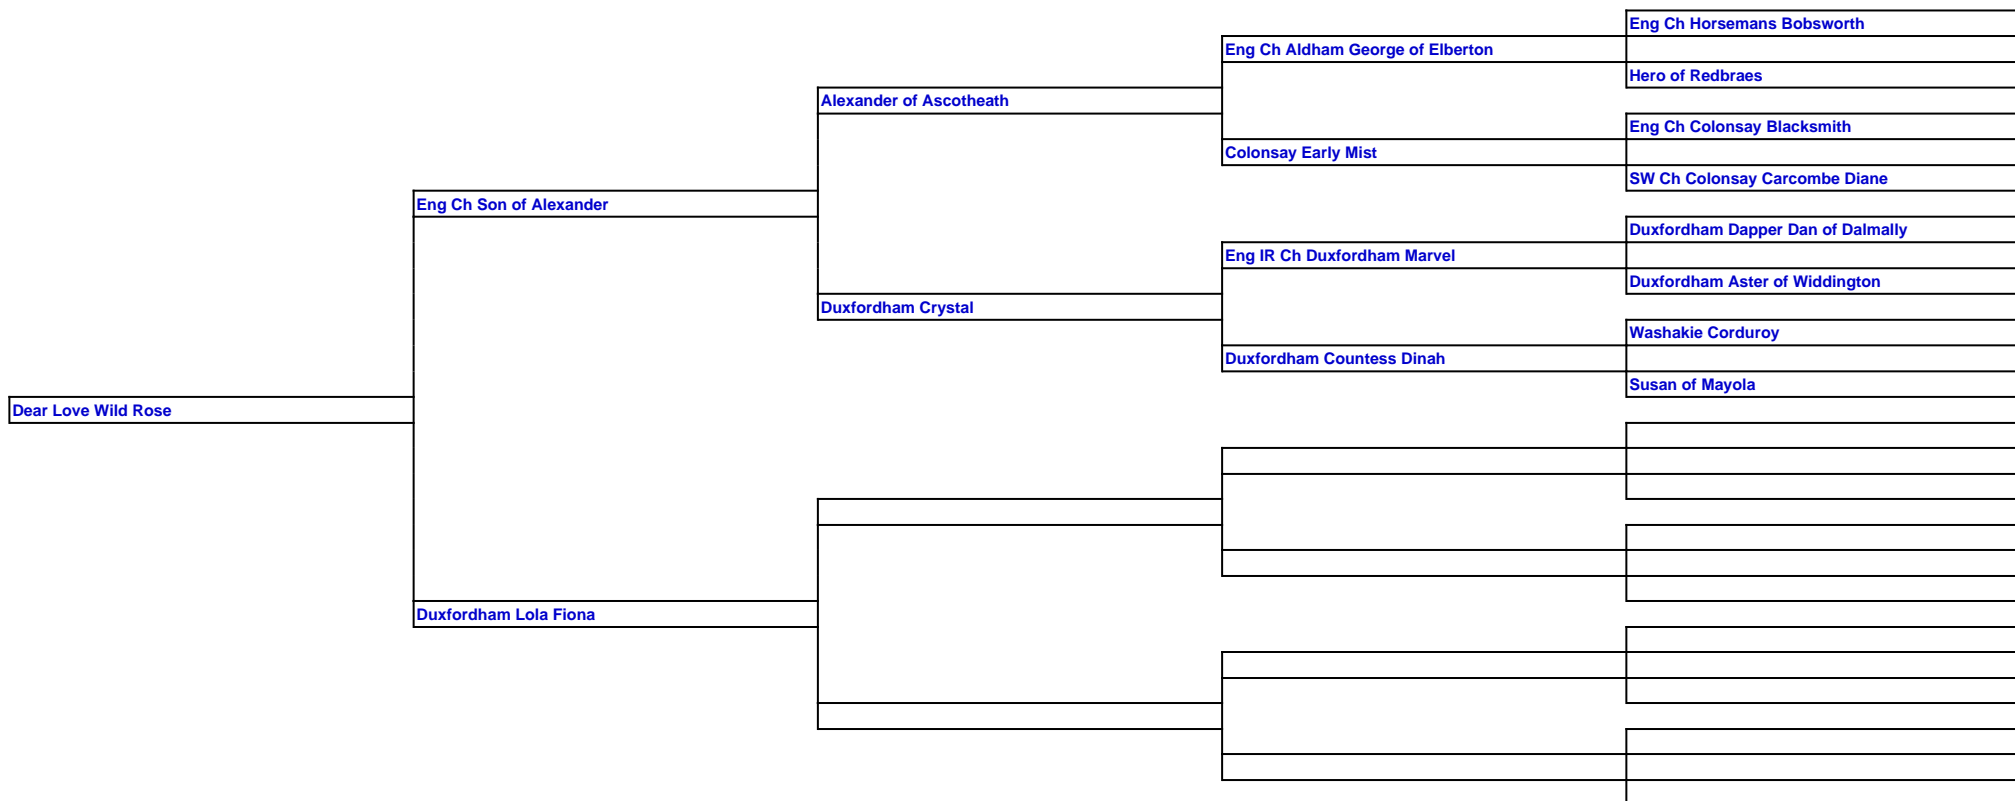 Eng Ch Horsemans Bobsworth
Eng Ch Aldham George of Elberton
Hero of Redbraes
Alexander of Ascotheath
Eng Ch Colonsay Blacksmith
Colonsay Early Mist
SW Ch Colonsay Carcombe Diane
Eng Ch Son of Alexander
Duxfordham Dapper Dan of Dalmally
Eng IR Ch Duxfordham Marvel
Duxfordham Aster of Widdington
Duxfordham Crystal
Washakie Corduroy
Duxfordham Countess Dinah
Susan of Mayola
Dear Love Wild Rose
Duxfordham Lola Fiona